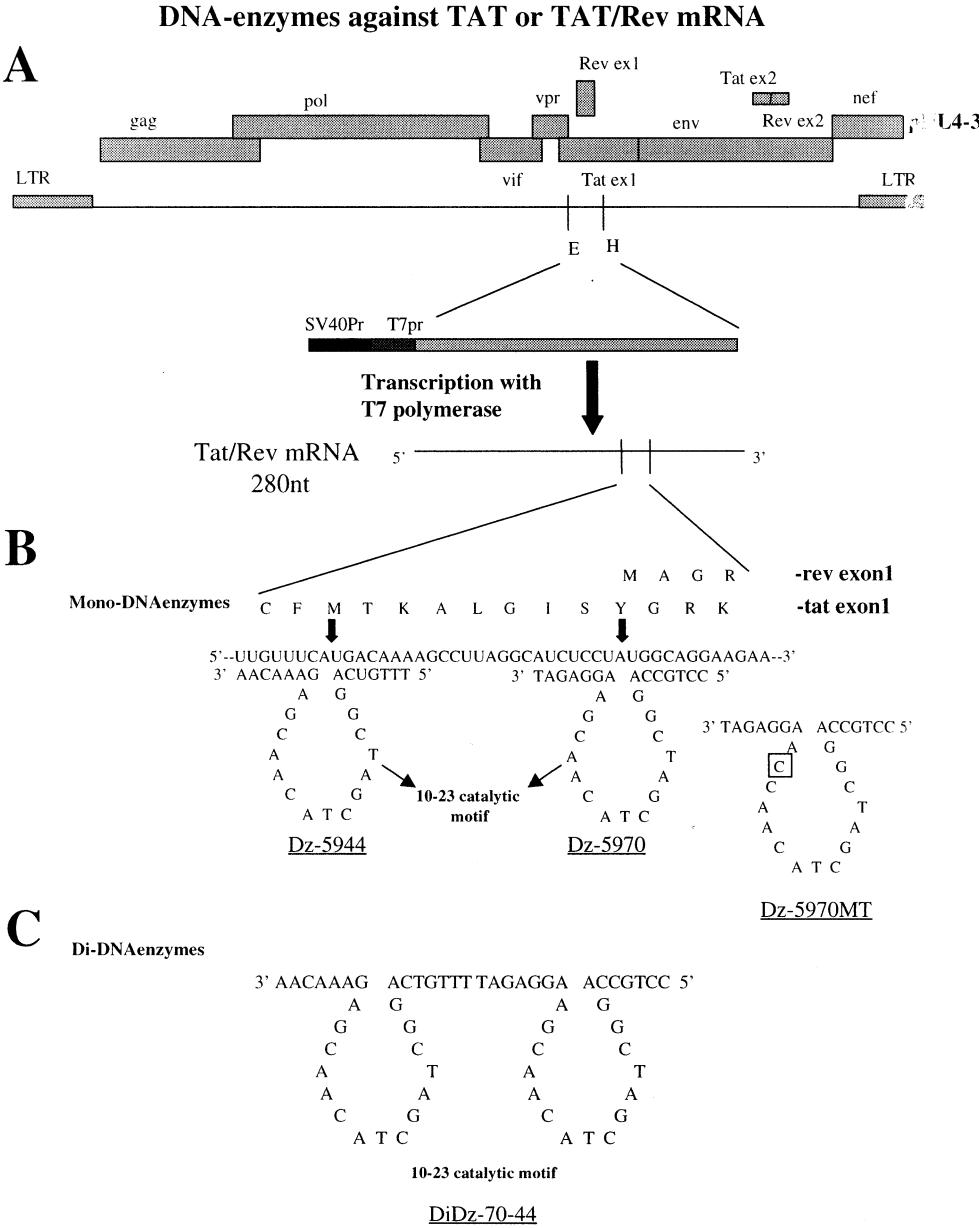 DNA-enzymes against TAT or TAT/Rev mRNA
A
Rev ex1
Tat ex2
pol
vpr
nef
gag
env
Rev ex2
L4-3
LTR
vif
Tat ex1
LTR
E H
SV40Pr T7pr
Transcription with
T7 polymerase
Tat/Rev mRNA
5' 3'
280nt
B
M A G R -rev exon1
Mono-DNAenzymes
C F M T K A L G I S Y G R K -tat exon1
5'--UUGUUUCAUGACAAAAGCCUUAGGCAUCUCCUAUGGCAGGAAGAA--3'
3' AACAAAG ACUGTTT 5'
3' TAGAGGA ACCGTCC 5'
A G
G G
C C
A T
A A
C G
A T C
A G
G G
C C
A T
A A
C G
A T C
10-23 catalytic
motif
Dz-5944
Dz-5970
3' TAGAGGA ACCGTCC 5'
A G
C G
C C
A T
A A
C G
A T C
Dz-5970MT
C
Di-DNAenzymes
3' AACAAAG ACTGTTT TAGAGGA ACCGTCC 5'
A G A G
G G G G
C C C C
A T A T
A A A A
C G C G
A T C A T C
10-23 catalytic motif
DiDz-70-44